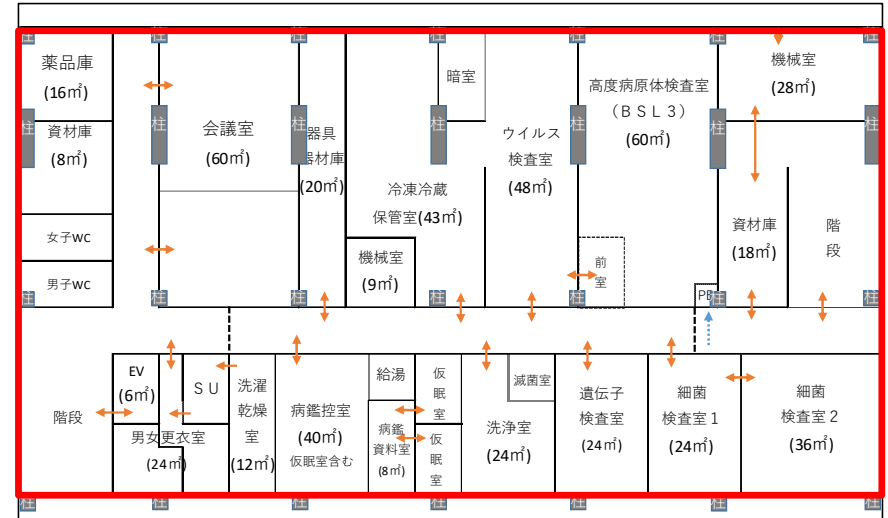 柱 柱 柱 柱 柱 柱 柱
薬品庫
(16㎡)
柱 柱 柱 柱 柱 柱 柱
資材庫
(8㎡)
女子WC
男子WC
会議室
(60㎡)
器具
器材庫
(20㎡)
暗室
冷凍冷蔵
保管室(43㎡)
機械室
(9㎡)
ウイルス
検査室
(48㎡)
高度病原体検査室
(ＢＳＬ３)
(60㎡)
前
室
機械室
(28㎡)
資材庫
(18㎡)
階
段
PB
柱 柱 柱 柱 柱 柱 柱
階段
EV
(6㎡)
ＳＵ
男女更衣室
(24㎡)
洗濯
乾燥
室
(12㎡)
病鑑控室
(40㎡)
仮眠室含む
給湯
病鑑
資料室
(8㎡)
仮
眠
室
仮
眠
室
滅菌室
洗浄室
(24㎡)
遺伝子
検査室
(24㎡)
細菌
検査室１
(24㎡)
細菌
検査室２
(36㎡)
柱 柱 柱 柱 柱 柱 柱